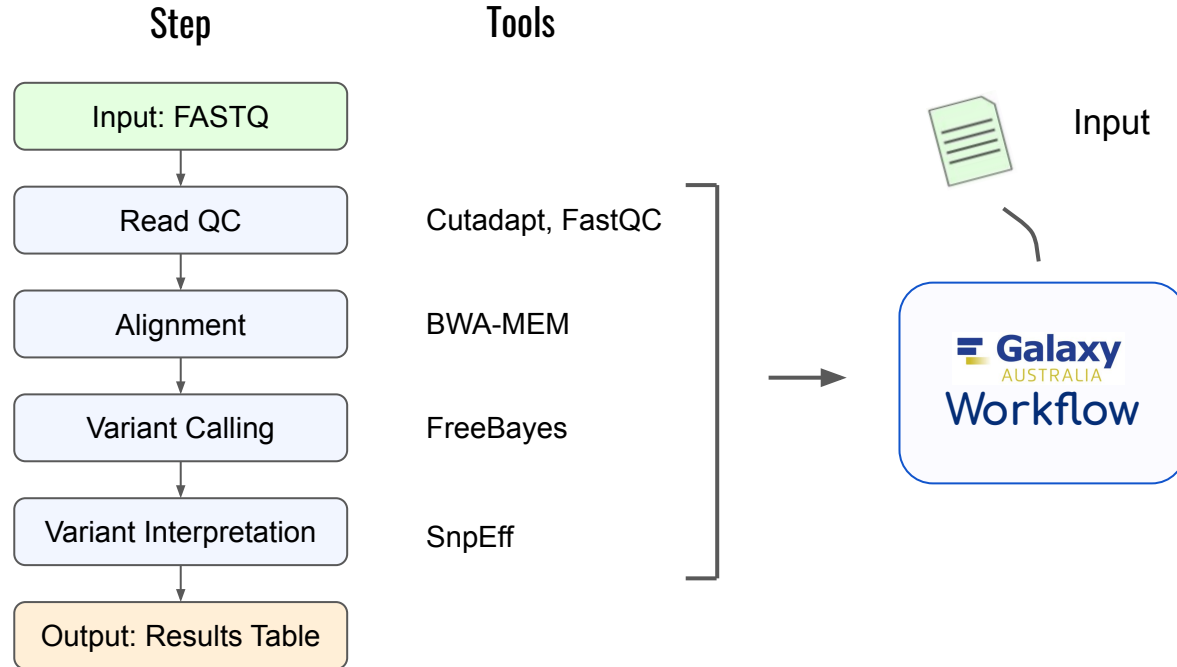 Step
Tools
Input: FASTQ
Input
Read QC
Cutadapt, FastQC
Alignment
BWA-MEM
Galaxy
AUSTRALIA
Workflow
Variant Calling
FreeBayes
Variant Interpretation
SnpEff
Output: Results Table